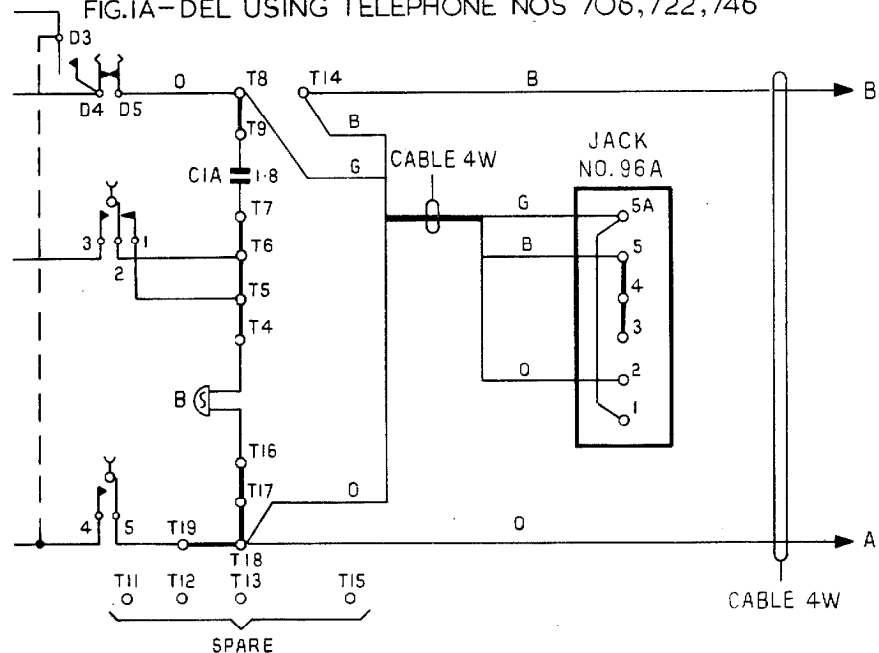 FIG.1A-DEL USING TELEPHONE NOS 706,722,746
D3
D4 D5
O
T8
T14
B
B
T9
B
G
CABLE 4W
JACK
NO. 96A
C1A 1·8
T7
G
5A
3 2 1
T6
B
5
4
T5
3
T4
O
2
B
1
T16
T17
O
4 5
T19
T18
O
A
T11 T12 T13 T15
SPARE
CABLE 4W